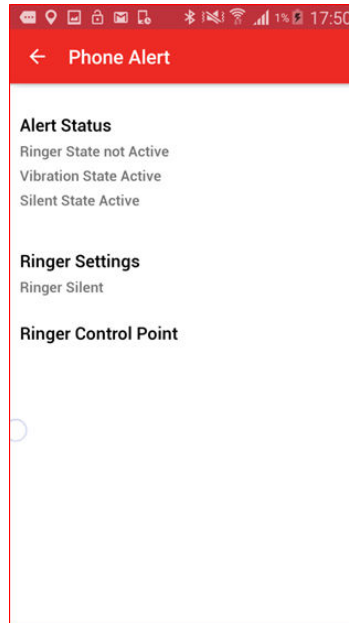 1% 17:50
Phone Alert
Alert Status
Ringer State not Active
Vibration State Active
Silent State Active
Ringer Settings
Ringer Silent
Ringer Control Point